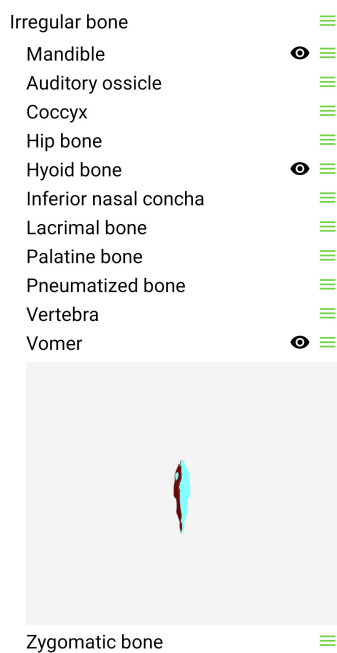 Irregular bone
Mandible
Auditory ossicle
Coccyx
Hip bone
Hyoid bone
Inferior nasal concha
Lacrimal bone
Palatine bone
Pneumatized bone
Vertebra
Vomer
Zygomatic bone